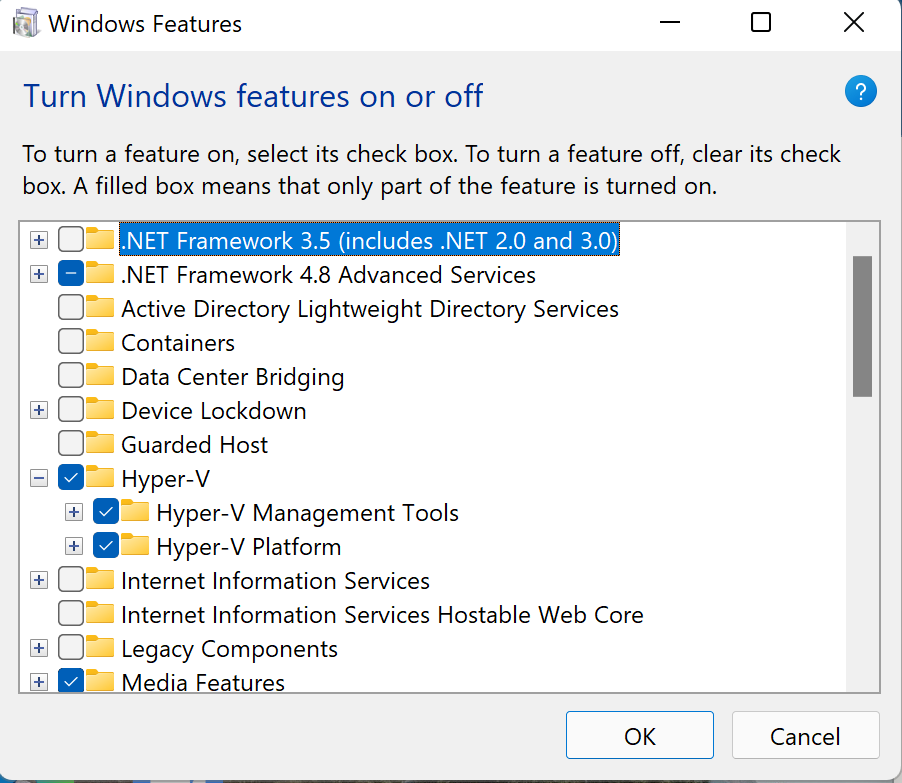 Windows Features
Turn Windows features on or off
?
To turn a feature on, select its check box. To turn a feature off, clear its check
box. A filled box means that only part of the feature is turned on.
.NET Framework 3.5 (includes .NET 2.0 and 3.0)
.NET Framework 4.8 Advanced Services
Active Directory Lightweight Directory Services
Containers
Data Center Bridging
Device Lockdown
Guarded Host
Hyper-V
Hyper-V Management Tools
Hyper-V Platform
Internet Information Services
Internet Information Services Hostable Web Core
Legacy Components
Media Features
OK Cancel